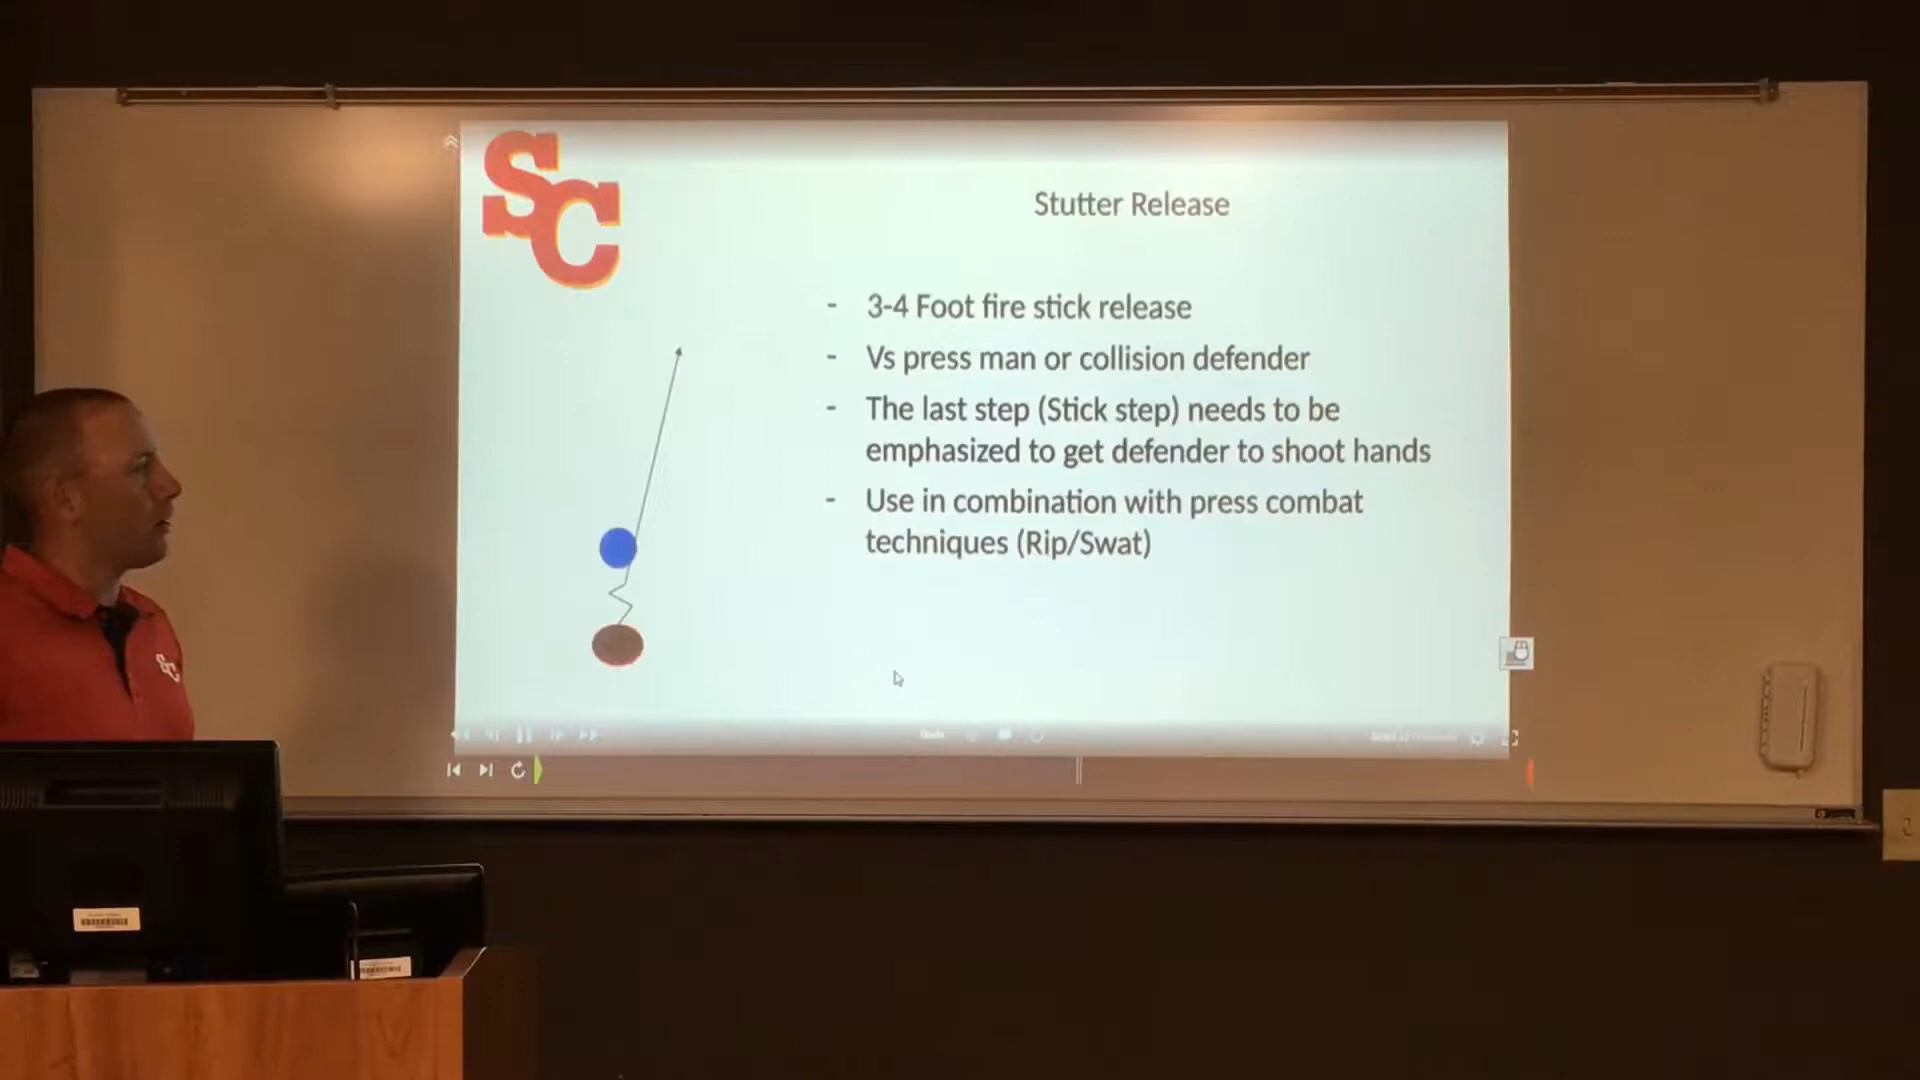 SC
Stutter Release
- 3-4 Foot fire stick release
- Vs press man or collision defender
- The last step (Stick step) needs to be
emphasized to get defender to shoot hands
- Use in combination with press combat
techniques (Rip/Swat)
SC